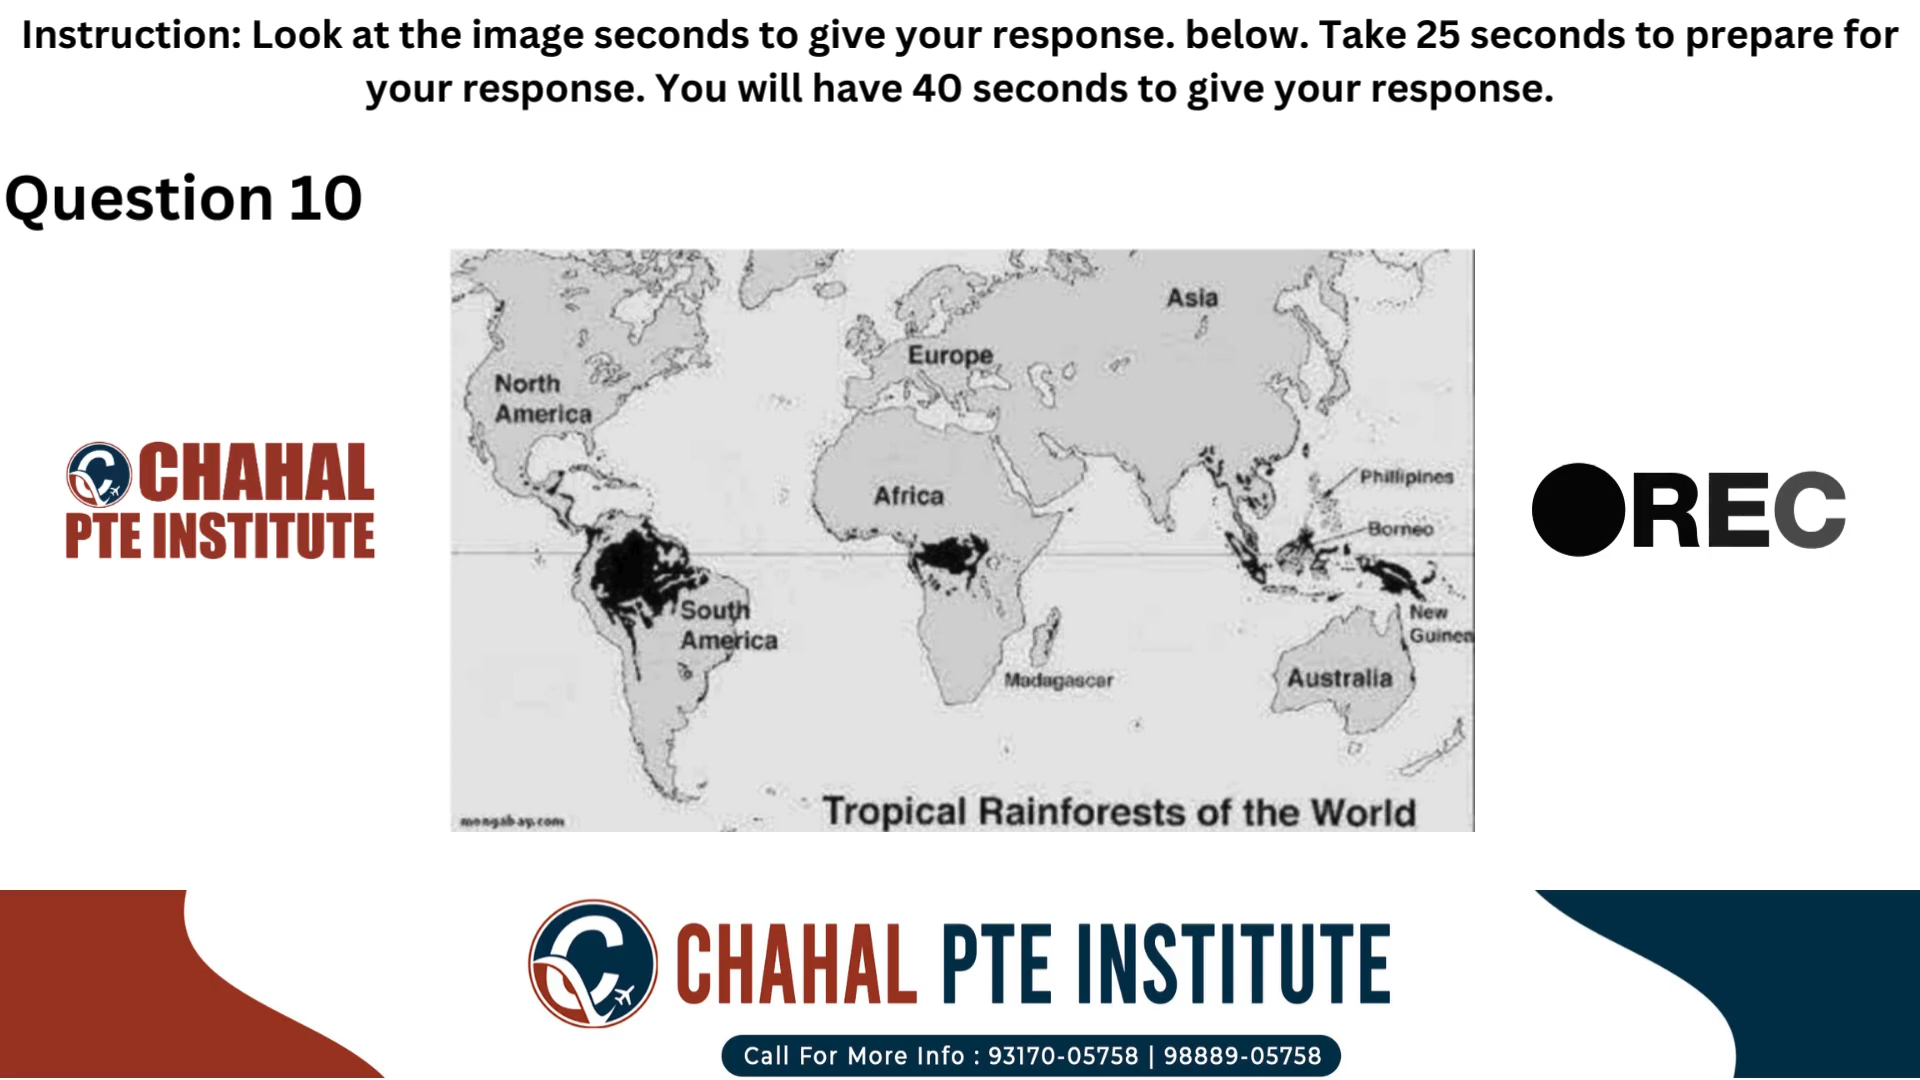 Instruction: Look at the image seconds to give your response. below. Take 25 seconds to prepare for
your response. You will have 40 seconds to give your response.
Question 10
CHAHAL
PTE INSTITUTE
REC
Asia
Europe
North
America
Africa
Phillipines
Borneo
South
America
New
Guinea
Madagascar
Australia
Tropical Rainforests of the World
mongabay.com
CHAHAL PTE INSTITUTE
Call For More Info : 93170-05758 | 98889-05758